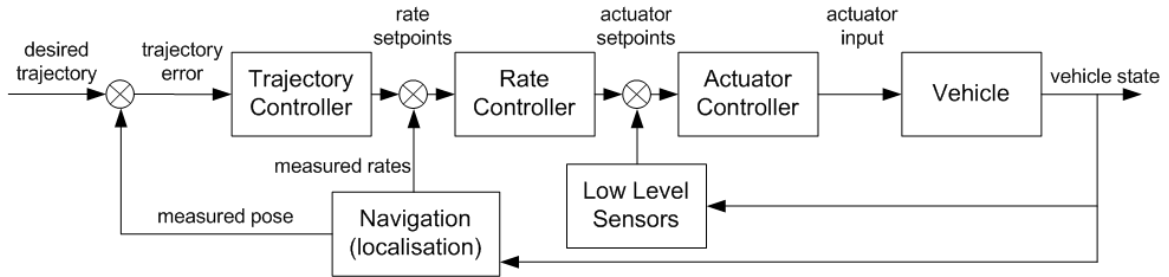 desired
trajectory
trajectory
error
Trajectory
Controller
rate
setpoints
Rate
Controller
actuator
setpoints
Actuator
Controller
actuator
input
Vehicle
vehicle state
measured rates
Low Level
Sensors
measured pose
Navigation
(localisation)